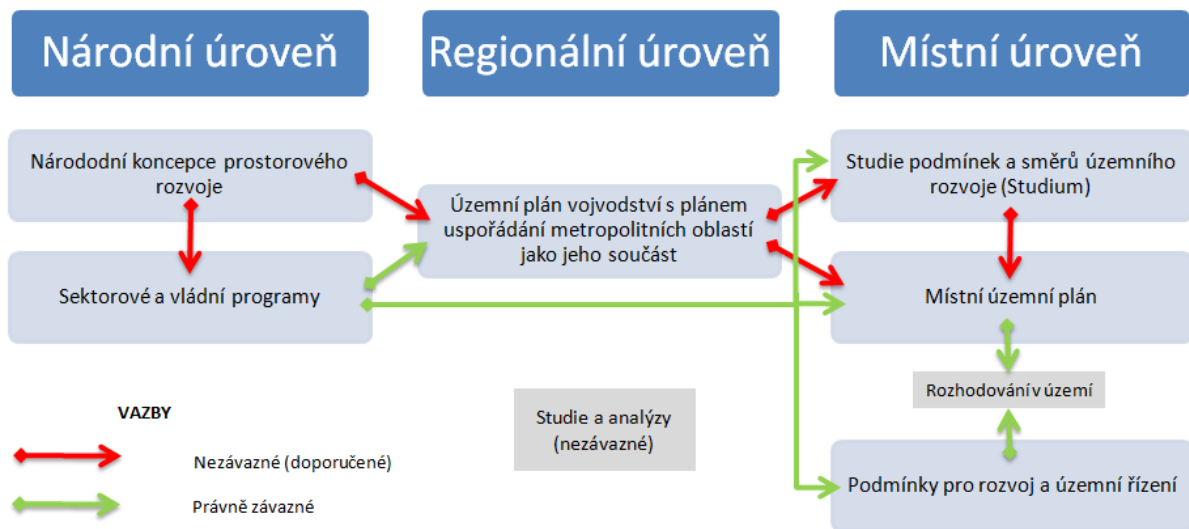 Národní úroveň
Regionální úroveň
Místní úroveň
Národodní koncepce prostorového
rozvoje
Sektorové a vládní programy
Územní plán vojvodství s plánem
uspořádání metropolitních oblastí
jako jeho součást
Studie podmínek a směrů územního
rozvoje (Studium)
Místní územní plán
Rozhodování v území
Podmínky pro rozvoj a územní řízení
Studie a analýzy
(nezávazné)
VAZBY
Nezávazné (doporučené)
Právně závazné